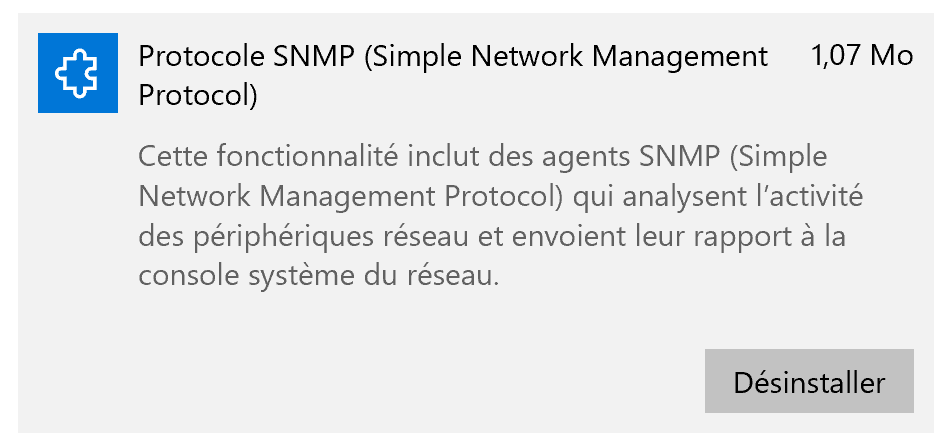 Protocole SNMP (Simple Network Management 1,07 Mo
Protocol)
Cette fonctionnalité inclut des agents SNMP (Simple
Network Management Protocol) qui analysent l’activité
des périphériques réseau et envoient leur rapport à la
console système du réseau.
Désinstaller